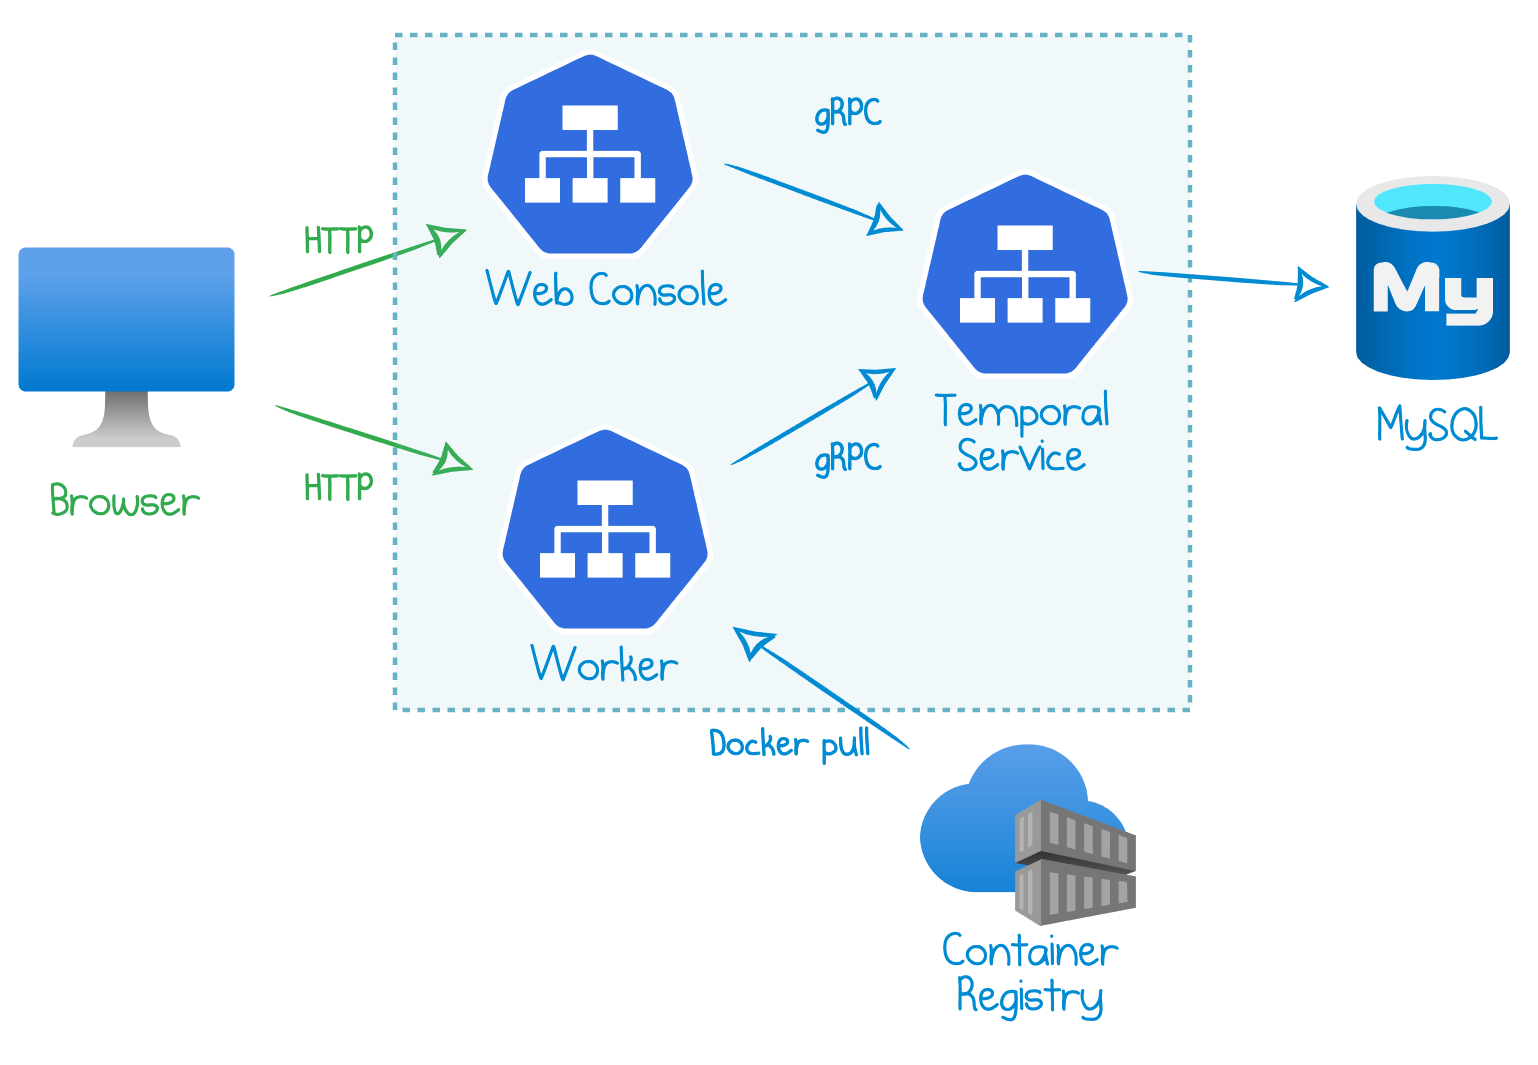 gRPC
HTTP
Web Console
My
Temporal
Service
MySQL
gRPC
HTTP
Browser
Worker
Docker pull
Container
Registry